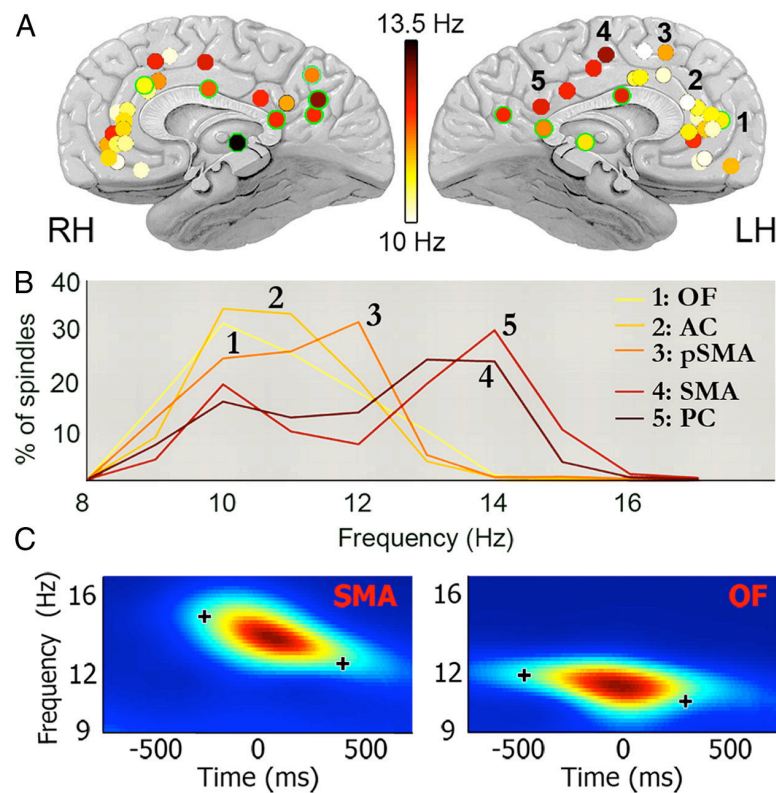 A
13.5 Hz
10 Hz
RH
LH
4
3
5
2
1
B
% of spindles
40
30
20
10
8
10
12
14
16
Frequency (Hz)
1
2
3
5
4
1: OF
2: AC
3: pSMA
4: SMA
5: PC
C
Frequency (Hz)
16
12
9
SMA
-500
0
500
Time (ms)
16
12
9
OF
-500
0
500
Time (ms)